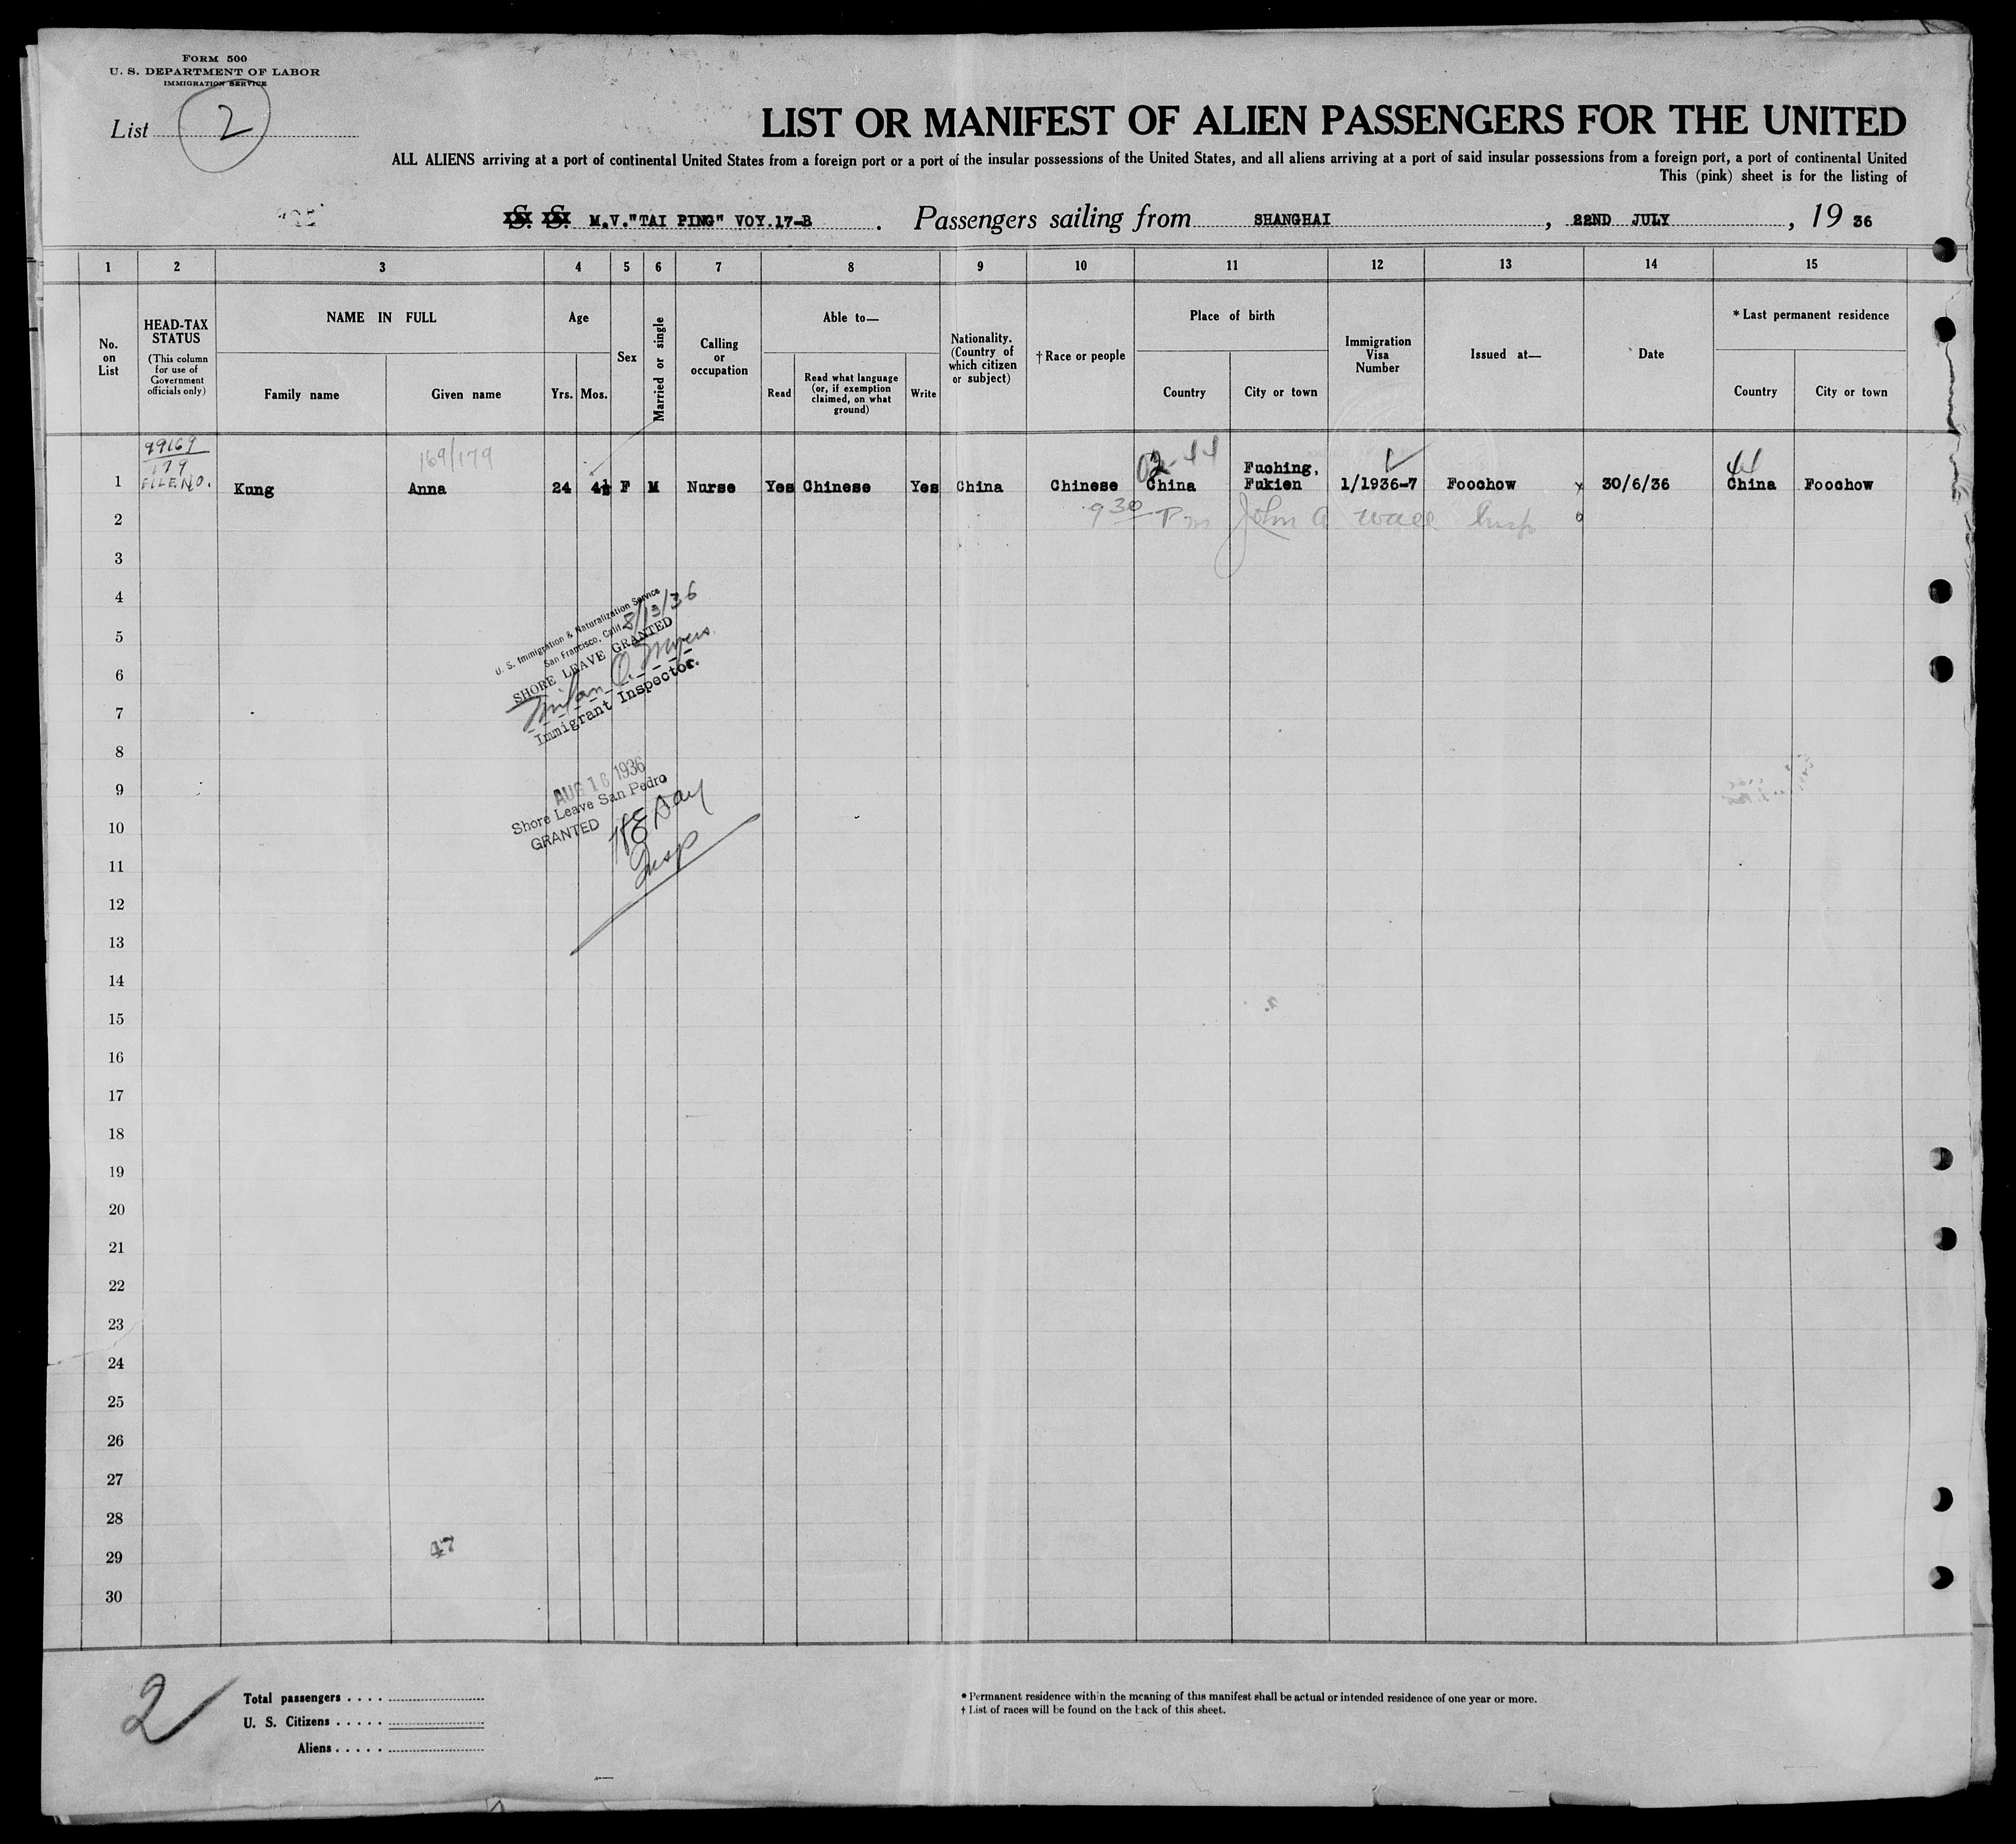 FORM 500
U. S. DEPARTMENT OF LABOR
IMMIGRATION SERVICE
List 2
LIST OR MANIFEST OF ALIEN PASSENGERS FOR THE UNITED
ALL ALIENS arriving at a port of continental United States from a foreign port or a port of the insular possessions of the United States, and all aliens arriving at a port of said insular possessions from a foreign port, a port of continental United
This (pink) sheet is for the listing of
S. S. M.V."TAI PING" VOY.17-B. Passengers sailing from SHANGHAI, 22ND JULY, 19 36
1 2 3 4 5 6 7 8 9 10 11 12 13 14 15
No. on List
HEAD-TAX STATUS
(This column for use of Government officials only)
NAME IN FULL
Family name
Given name
Age
Yrs.
Mos.
Sex
Married or single
Calling or occupation
Able to—
Read
Read what language (or, if exemption claimed, on what ground)
Write
Nationality. (Country of which citizen or subject)
† Race or people
Place of birth
Country
City or town
Immigration Visa Number
Issued at—
Date
* Last permanent residence
Country
City or town
99169
179
FILE NO.
169/179
1 Kung Anna 24 4½ F M Nurse Yes Chinese Yes China Chinese China Fuching, Fukien 1/1936-7 Foochow 30/6/36 China Foochow
44
44
9 30 Pm John A Wall Insp
2
3
4
5
6
7
8
9
10
11
12
13
14
15
16
17
18
19
20
21
22
23
24
25
26
27
28
29
30
U. S. Immigration & Naturalization Service
San Francisco, Calif. 8/13/36
SHORE LEAVE GRANTED
Immigrant Inspector.
AUG 16 1936
Shore Leave San Pedro
GRANTED
Day
Insp
47
2
Total passengers . . . .
U. S. Citizens . . . . .
Aliens . . . . .
* Permanent residence within the meaning of this manifest shall be actual or intended residence of one year or more.
† List of races will be found on the back of this sheet.